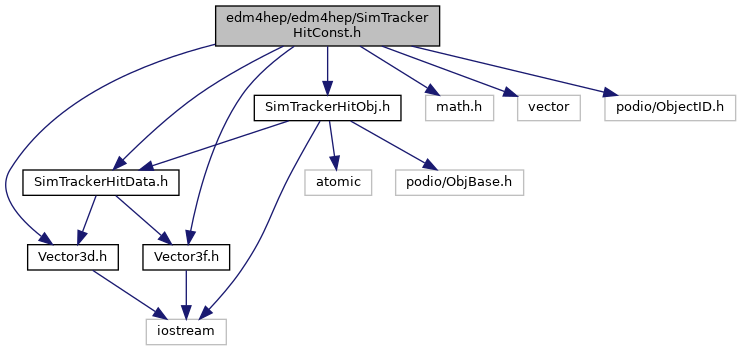 edm4hep/edm4hep/SimTracker
HitConst.h
SimTrackerHitObj.h
math.h
vector
podio/ObjectID.h
SimTrackerHitData.h
atomic
podio/ObjBase.h
Vector3d.h
Vector3f.h
iostream